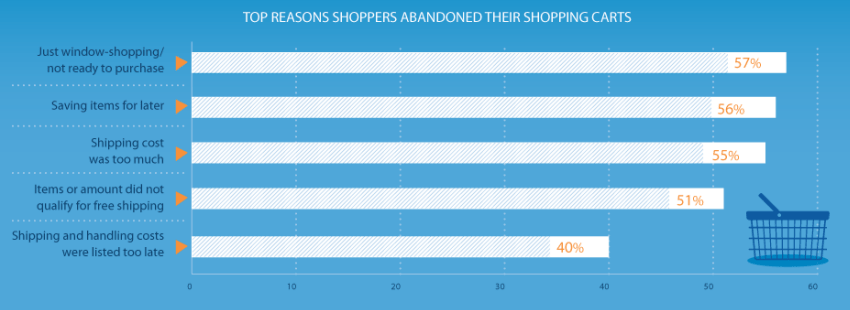 TOP REASONS SHOPPERS ABANDONED THEIR SHOPPING CARTS
Just window-shopping/
not ready to purchase
57%
Saving items for later
56%
Shipping cost
was too much
55%
Items or amount did not
qualify for free shipping
51%
Shipping and handling costs
were listed too late
40%
0 10 20 30 40 50 60